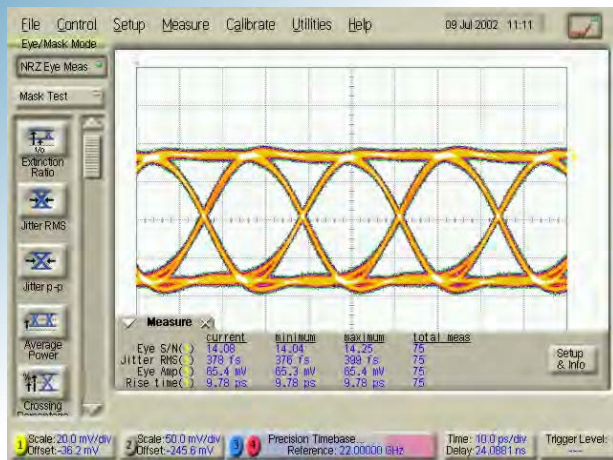 File Control Setup Measure Calibrate Utilities Help 09 Jul 2002 11:11
Eye/Mask Mode
NRZ Eye Meas
Mask Test
Extinction
Ratio
Jitter RMS
Jitter p-p
Average
Power
Crossing
Measure
current minimum maximum total meas
Eye S/N( ) 14.08 14.04 14.25 75
Jitter RMS( ) 378 fs 376 fs 399 fs 75
Eye Amp( ) 65.4 mV 65.3 mV 65.4 mV 75
Rise time( ) 9.78 ps 9.78 ps 9.78 ps 75
Setup
& Info
1 Scale:20.0 mV/div
Offset:-36.2 mV
2 Scale:50.0 mV/div
Offset:-245.6 mV
3 4
Precision Timebase...
Reference: 22.00000 GHz
Time: 10.0 ps/div
Delay:24.0881 ns
Trigger Level:
---